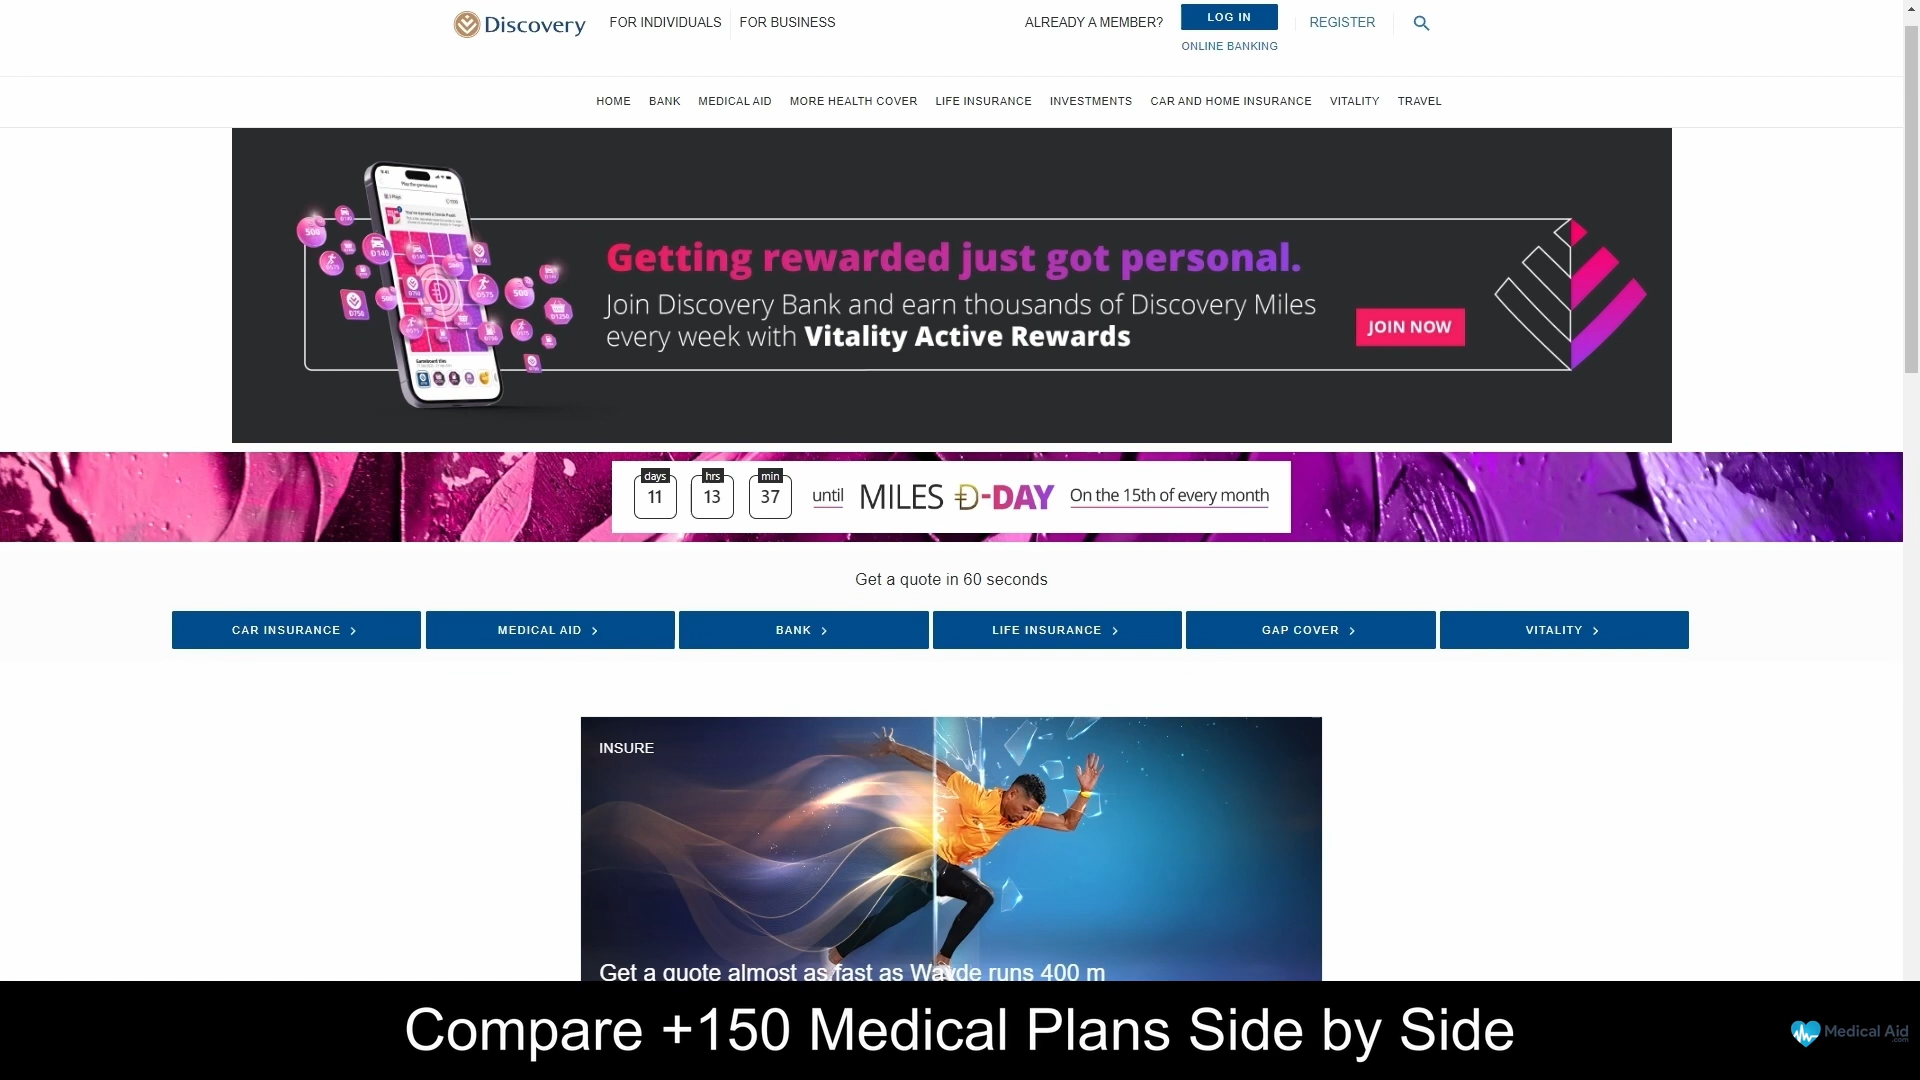 Discovery
FOR INDIVIDUALS
FOR BUSINESS
ALREADY A MEMBER?
LOG IN
REGISTER
ONLINE BANKING
HOME
BANK
MEDICAL AID
MORE HEALTH COVER
LIFE INSURANCE
INVESTMENTS
CAR AND HOME INSURANCE
VITALITY
TRAVEL
Getting rewarded just got personal.
Join Discovery Bank and earn thousands of Discovery Miles
every week with Vitality Active Rewards
JOIN NOW
days hrs min
11 13 37 until MILES D-DAY On the 15th of every month
Get a quote in 60 seconds
CAR INSURANCE
MEDICAL AID
BANK
LIFE INSURANCE
GAP COVER
VITALITY
INSURE
Get a quote almost as fast as Wayde runs 400 m
Compare +150 Medical Plans Side by Side
Medical Aid
.com